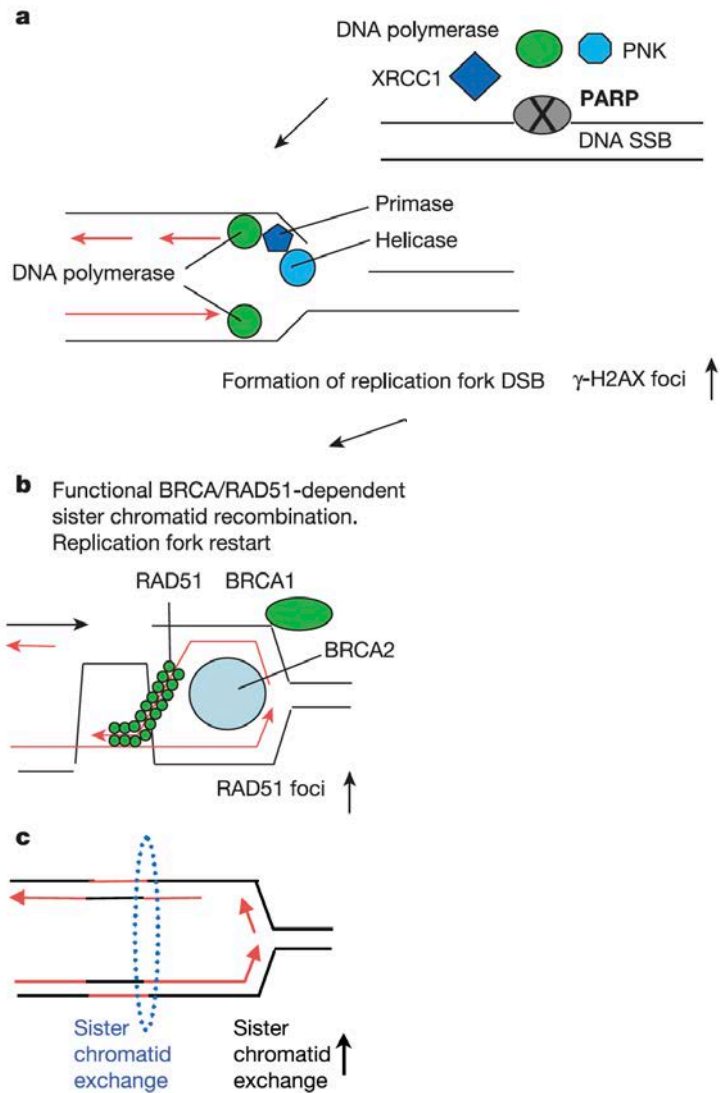 a
DNA polymerase
PNK
XRCC1
PARP
DNA SSB
Primase
Helicase
DNA polymerase
Formation of replication fork DSB γ-H2AX foci
b Functional BRCA/RAD51-dependent
sister chromatid recombination.
Replication fork restart
RAD51 BRCA1
BRCA2
RAD51 foci
c
Sister
chromatid
exchange
Sister
chromatid
exchange